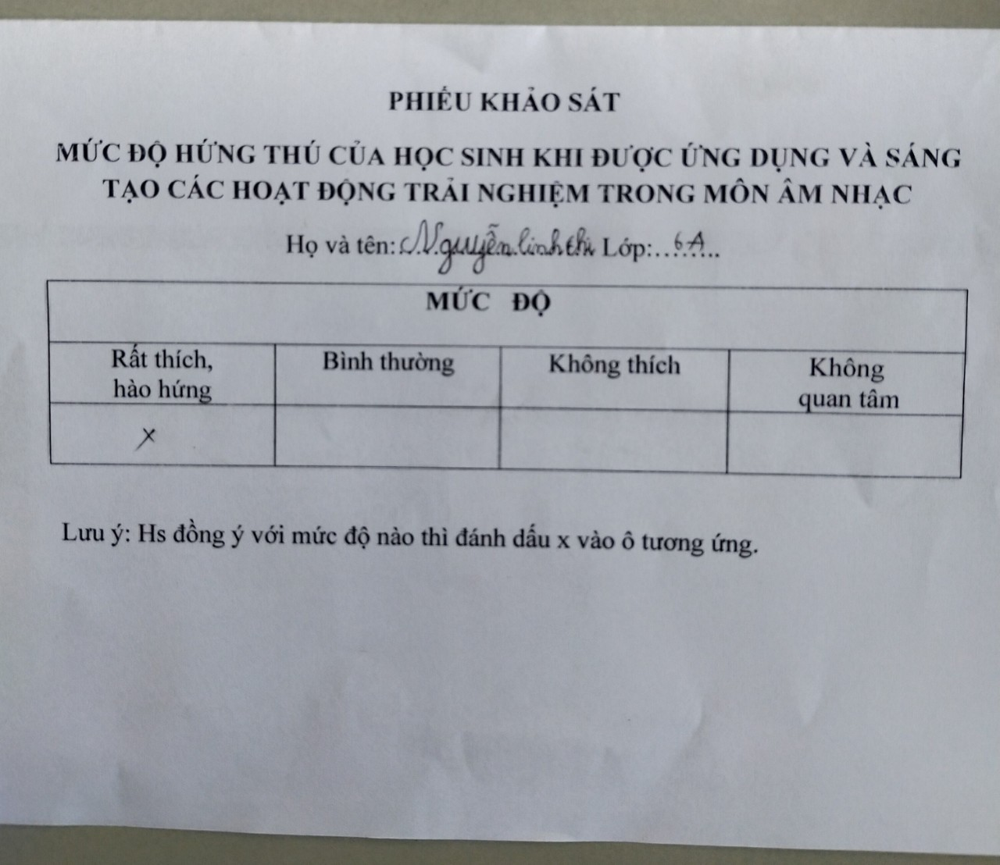 PHIẾU KHẢO SÁT
MỨC ĐỘ HỨNG THÚ CỦA HỌC SINH KHI ĐƯỢC ỨNG DỤNG VÀ SÁNG
TẠO CÁC HOẠT ĐỘNG TRẢI NGHIỆM TRONG MÔN ÂM NHẠC
Họ và tên: Nguyễn linh chi Lớp:...6A...
MỨC ĐỘ
Rất thích, hào hứng
Bình thường
Không thích
Không quan tâm
x
Lưu ý: Hs đồng ý với mức độ nào thì đánh dấu x vào ô tương ứng.